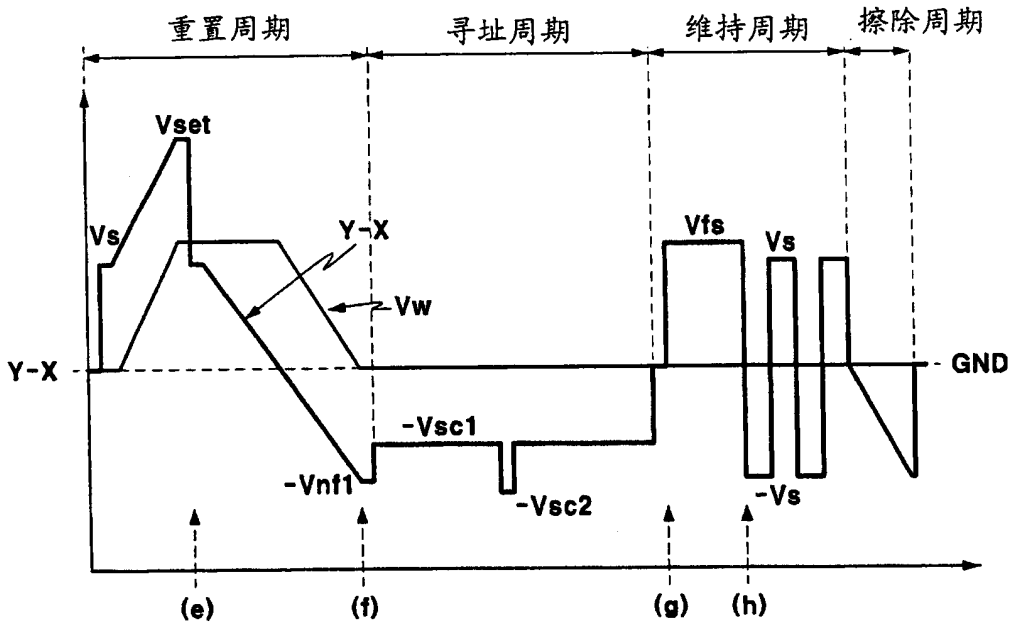 重置周期
寻址周期
维持周期
擦除周期
Vset
Vs
Y-X
Vfs
Vs
Vw
Y-X
GND
-Vsc1
-Vnf1
-Vsc2
-Vs
(e)
(f)
(g)
(h)